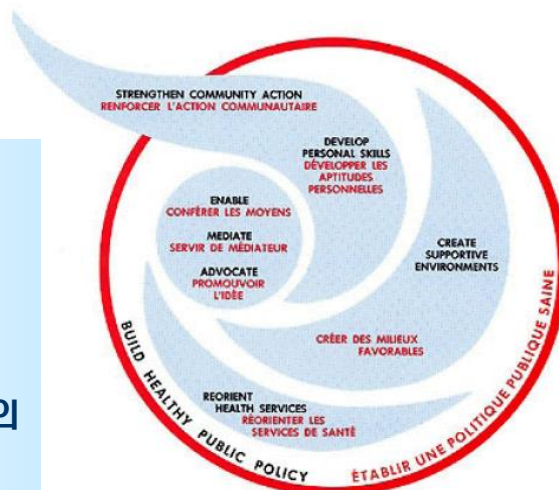 STRENGTHEN COMMUNITY ACTION
RENFORCER L'ACTION COMMUNAUTAIRE
DEVELOP
PERSONAL SKILLS
DÉVELOPPER LES
APTITUDES
PERSONNELLES
ENABLE
CONFÉRER LES MOYENS
MEDIATE
SERVIR DE MÉDIATEUR
ADVOCATE
PROMOUVOIR
L'IDÈE
CREATE
SUPPORTIVE
ENVIRONMENTS
CRÉER DES MILIEUX
FAVORABLES
REORIENT
HEALTH SERVICES
RÉORIENTER LES
SERVICES DE SANTÉ
BUILD HEALTHY PUBLIC POLICY
ÉTABLIR UNE POLITIQUE PUBLIQUE SAINE
의